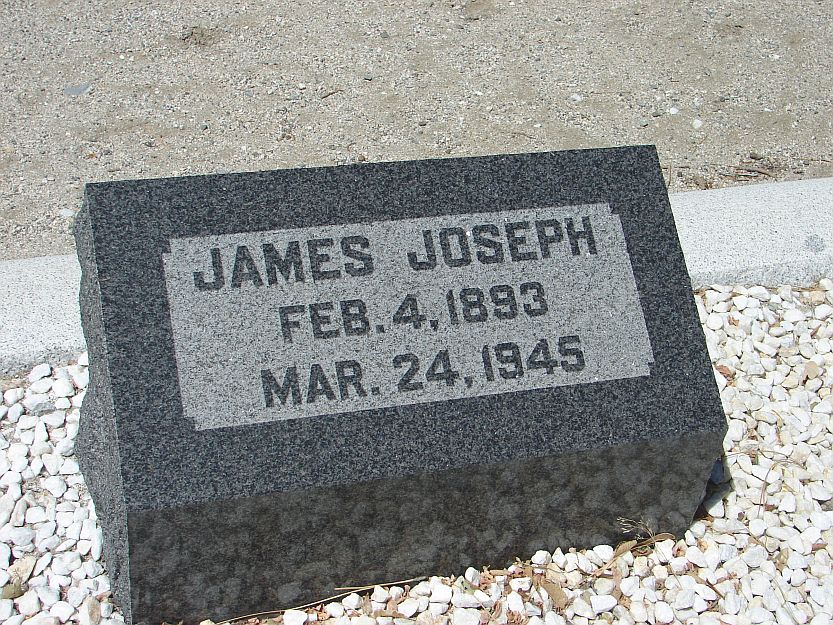 JAMES JOSEPH
FEB. 4, 1893
MAR. 24, 1945